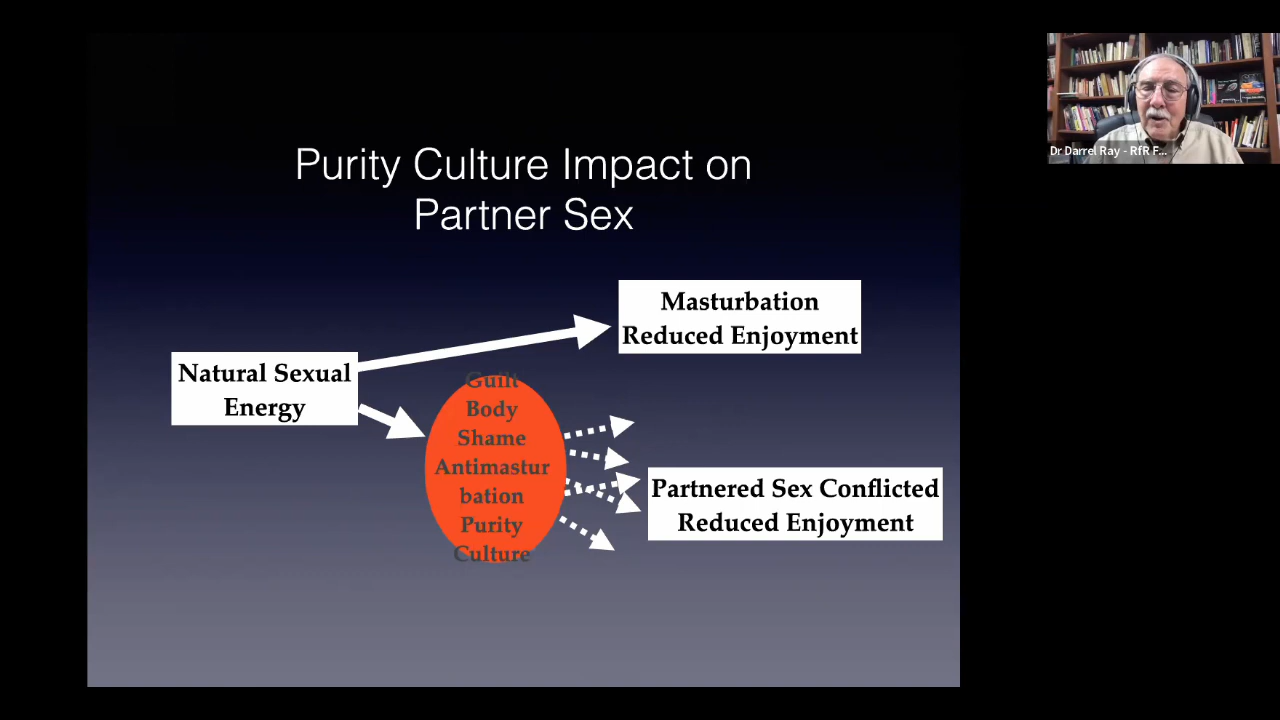 Purity Culture Impact on
Partner Sex
Masturbation
Reduced Enjoyment
Natural Sexual
Energy
Guilt
Body
Shame
Antimastur
bation
Purity
Culture
Partnered Sex Conflicted
Reduced Enjoyment
Dr Darrel Ray - RfR F...